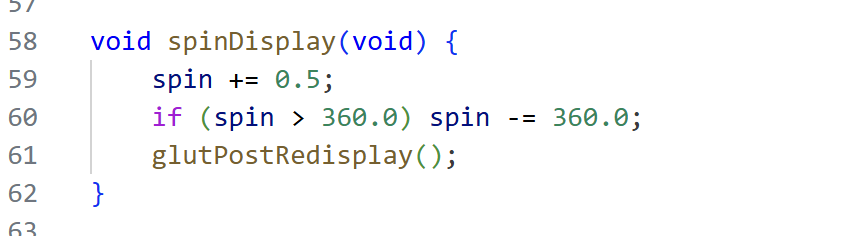 57
58 void spinDisplay(void) {
59 spin += 0.5;
60 if (spin > 360.0) spin -= 360.0;
61 glutPostRedisplay();
62 }
63